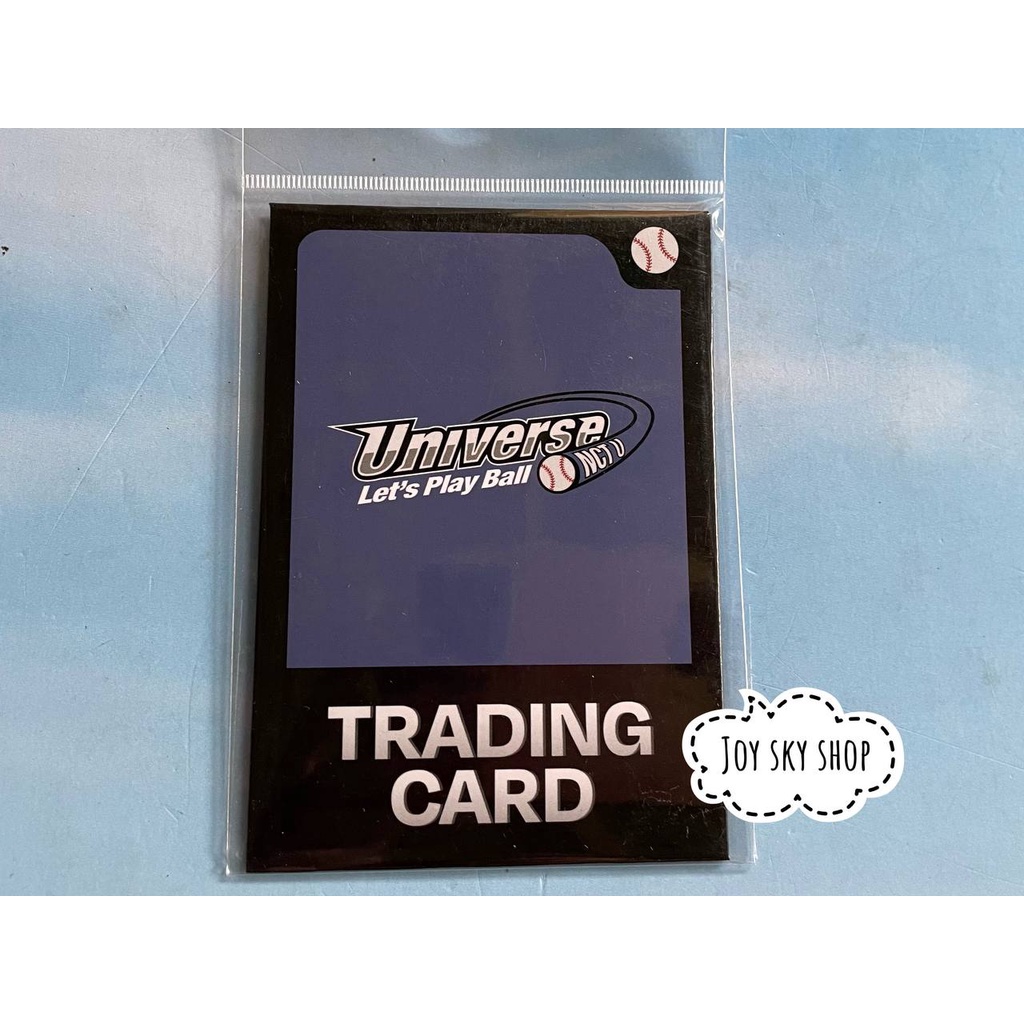 Universe
Let's Play Ball
NCT U
TRADING
CARD
JOY SKY SHOP